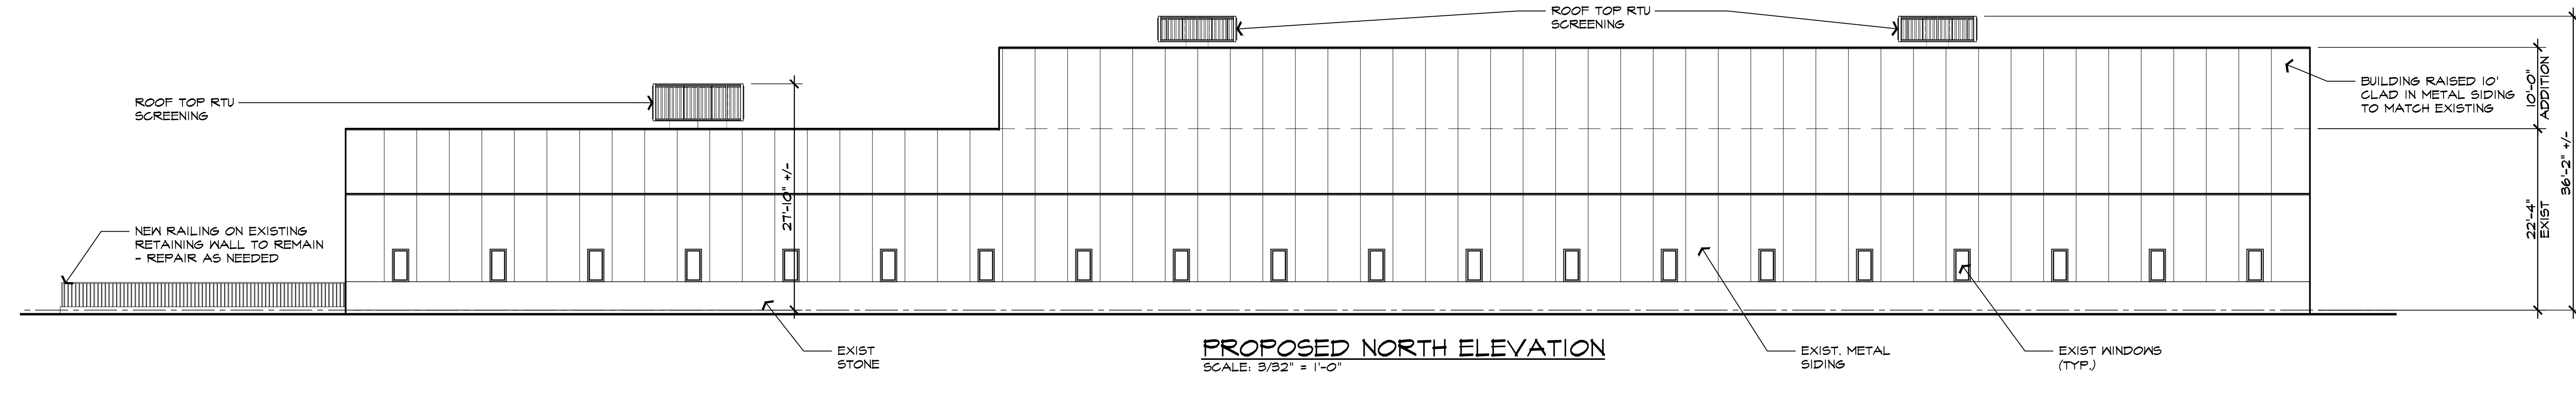 ROOF TOP RTU
SCREENING
ROOF TOP RTU
SCREENING
BUILDING RAISED 10'
CLAD IN METAL SIDING
TO MATCH EXISTING
10'-0"
ADDITION
36'-2" +/-
27'-10" +/-
22'-4"
EXIST
NEW RAILING ON EXISTING
RETAINING WALL TO REMAIN
- REPAIR AS NEEDED
EXIST
STONE
PROPOSED NORTH ELEVATION
SCALE: 3/32" = 1'-0"
EXIST. METAL
SIDING
EXIST WINDOWS
(TYP.)